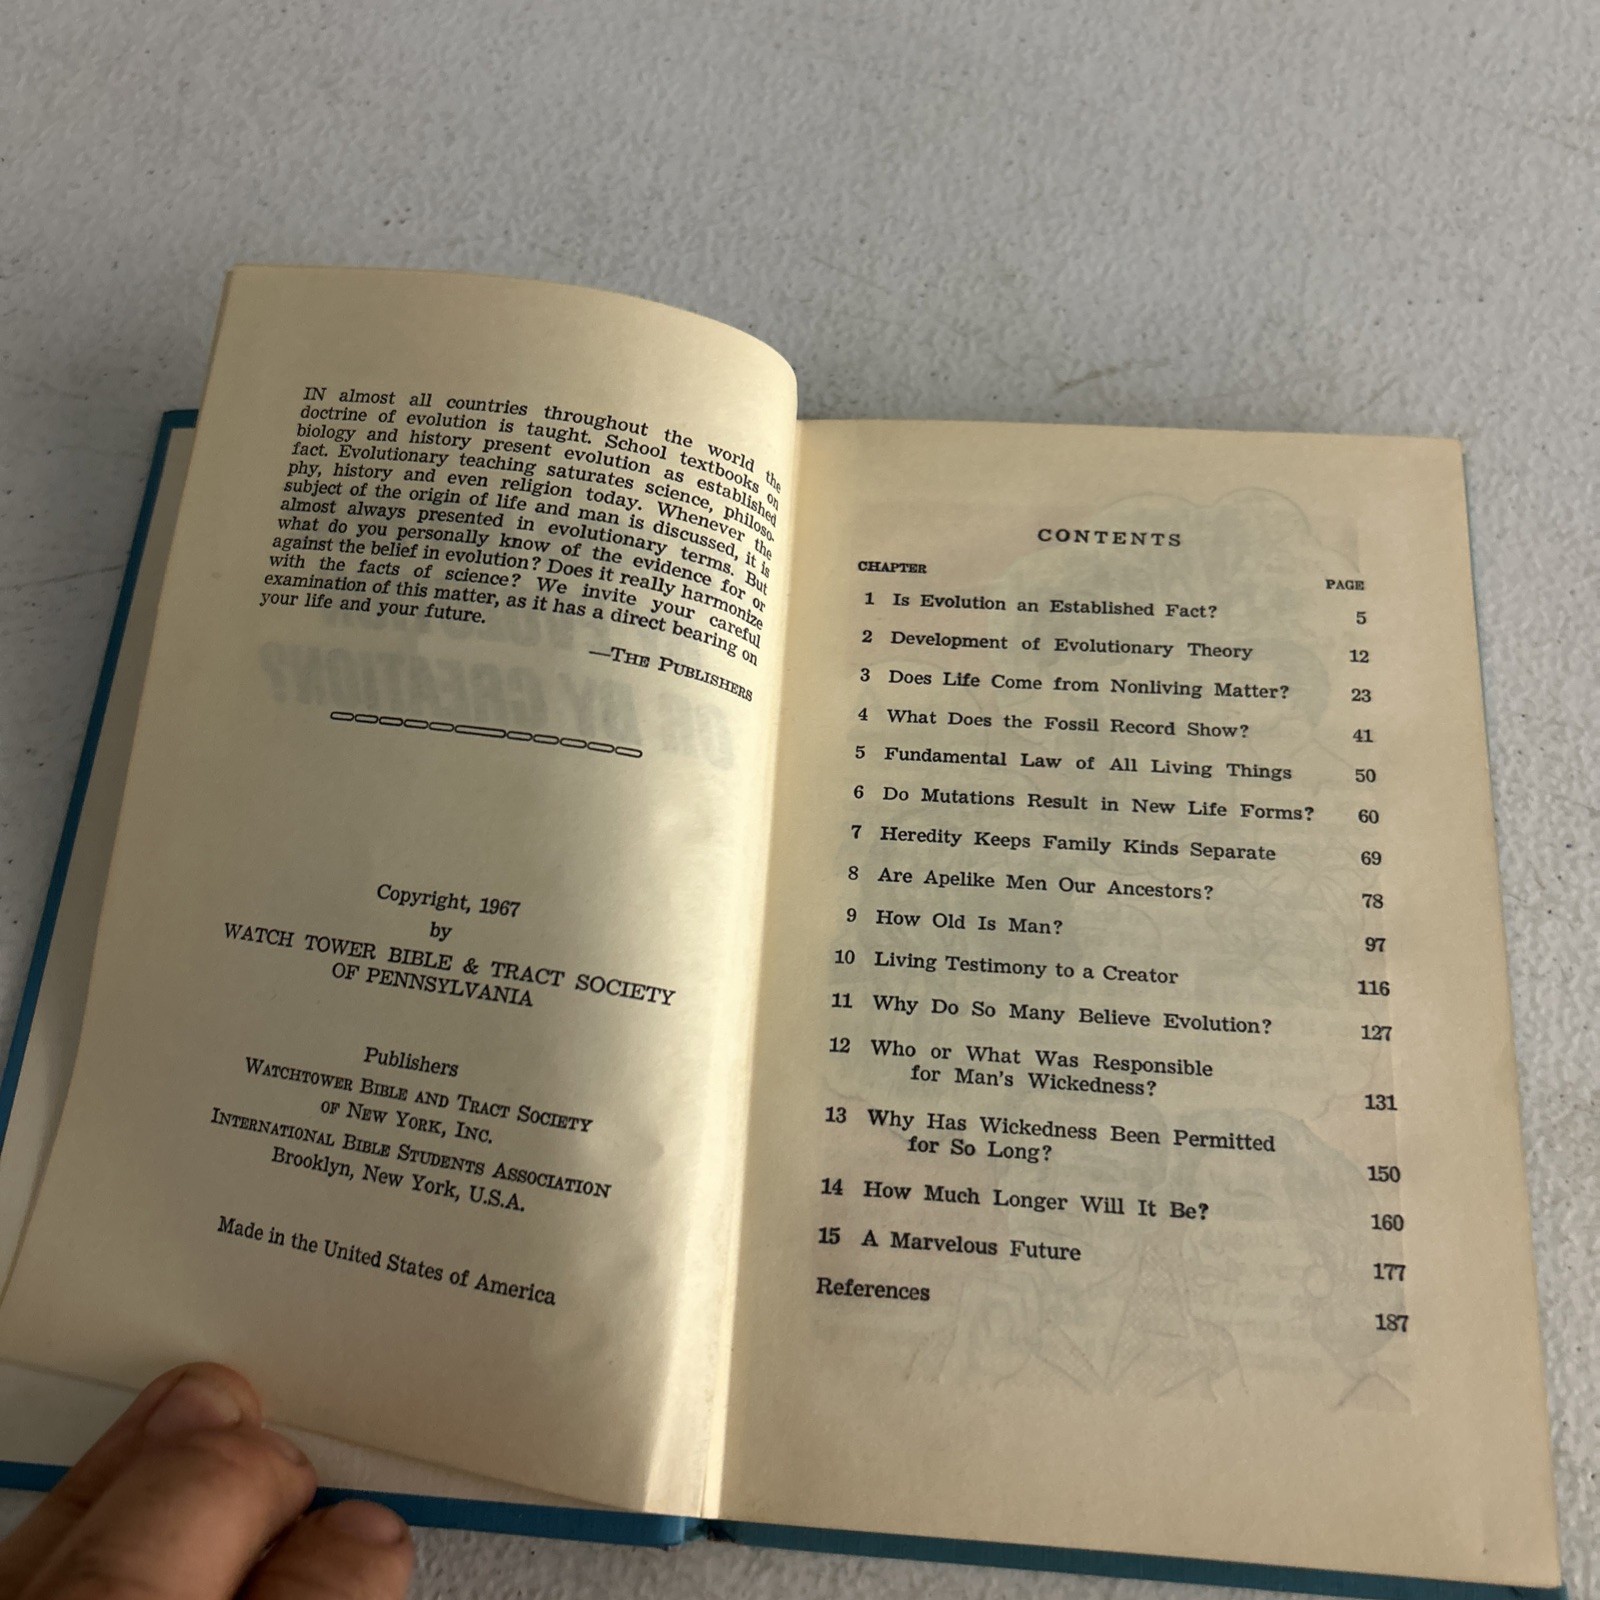 IN almost all countries throughout the world the
doctrine of evolution is taught. School textbooks on
biology and history present evolution as established
fact. Evolutionary teaching saturates science, philoso-
phy, history and even religion today. Whenever the
subject of the origin of life and man is discussed, it is
almost always presented in evolutionary terms. But
what do you personally know of the evidence for or
against the belief in evolution? Does it really harmonize
with the facts of science? We invite your careful
examination of this matter, as it has a direct bearing on
your life and your future.
—THE PUBLISHERS
Copyright, 1967
by
WATCH TOWER BIBLE & TRACT SOCIETY
OF PENNSYLVANIA
Publishers
WATCHTOWER BIBLE AND TRACT SOCIETY
OF NEW YORK, INC.
INTERNATIONAL BIBLE STUDENTS ASSOCIATION
Brooklyn, New York, U.S.A.
Made in the United States of America
CONTENTS
CHAPTER PAGE
1 Is Evolution an Established Fact? 5
2 Development of Evolutionary Theory 12
3 Does Life Come from Nonliving Matter? 23
4 What Does the Fossil Record Show? 41
5 Fundamental Law of All Living Things 50
6 Do Mutations Result in New Life Forms? 60
7 Heredity Keeps Family Kinds Separate 69
8 Are Apelike Men Our Ancestors? 78
9 How Old Is Man? 97
10 Living Testimony to a Creator 116
11 Why Do So Many Believe Evolution? 127
12 Who or What Was Responsible
for Man's Wickedness? 131
13 Why Has Wickedness Been Permitted
for So Long? 150
14 How Much Longer Will It Be? 160
15 A Marvelous Future 177
References 187